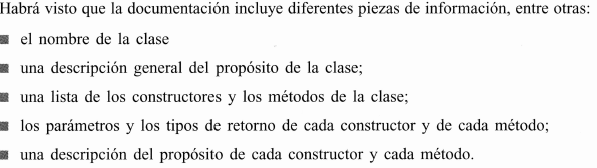 Habrá visto que la documentación incluye diferentes piezas de información, entre otras:
■ el nombre de la clase
■ una descripción general del propósito de la clase;
■ una lista de los constructores y los métodos de la clase;
■ los parámetros y los tipos de retorno de cada constructor y de cada método;
■ una descripción del propósito de cada constructor y cada método.